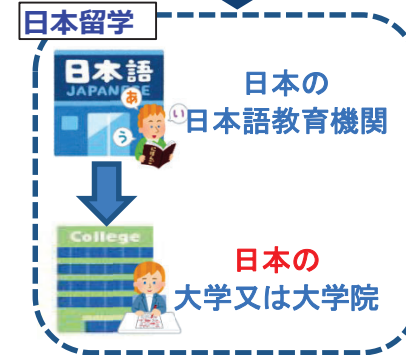 日本留学
日本語
JAPANESE
あ
い
う
日本の
日本語教育機関
College
日本の
大学又は大学院